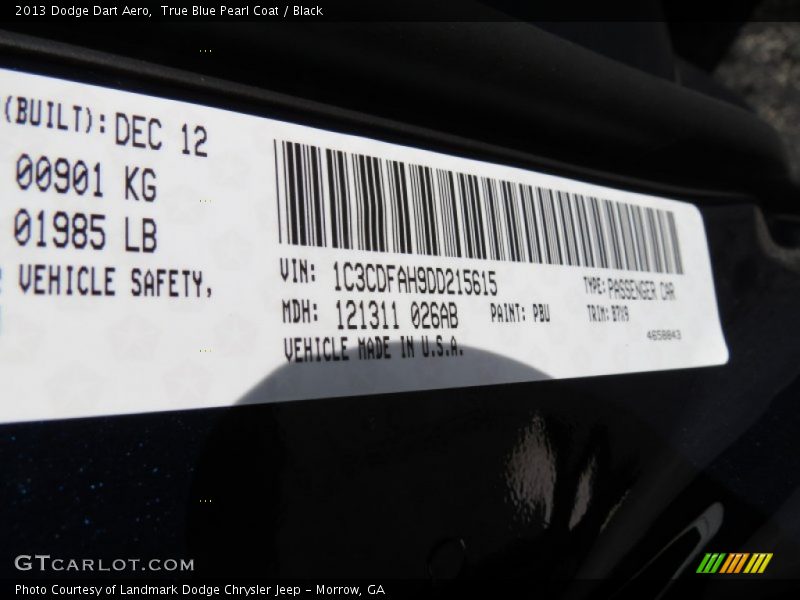 2013 Dodge Dart Aero,  True Blue Pearl Coat / Black
(BUILT): DEC 12
00901 KG
01985 LB
VEHICLE SAFETY,
VIN: 1C3CDFAH9DD215615
TYPE: PASSENGER CAR
MDH: 121311 026AB
PAINT: PBU
TRIM: B7X9
VEHICLE MADE IN U.S.A.
4658043
GTCARLOT.COM
Photo Courtesy of Landmark Dodge Chrysler Jeep - Morrow, GA